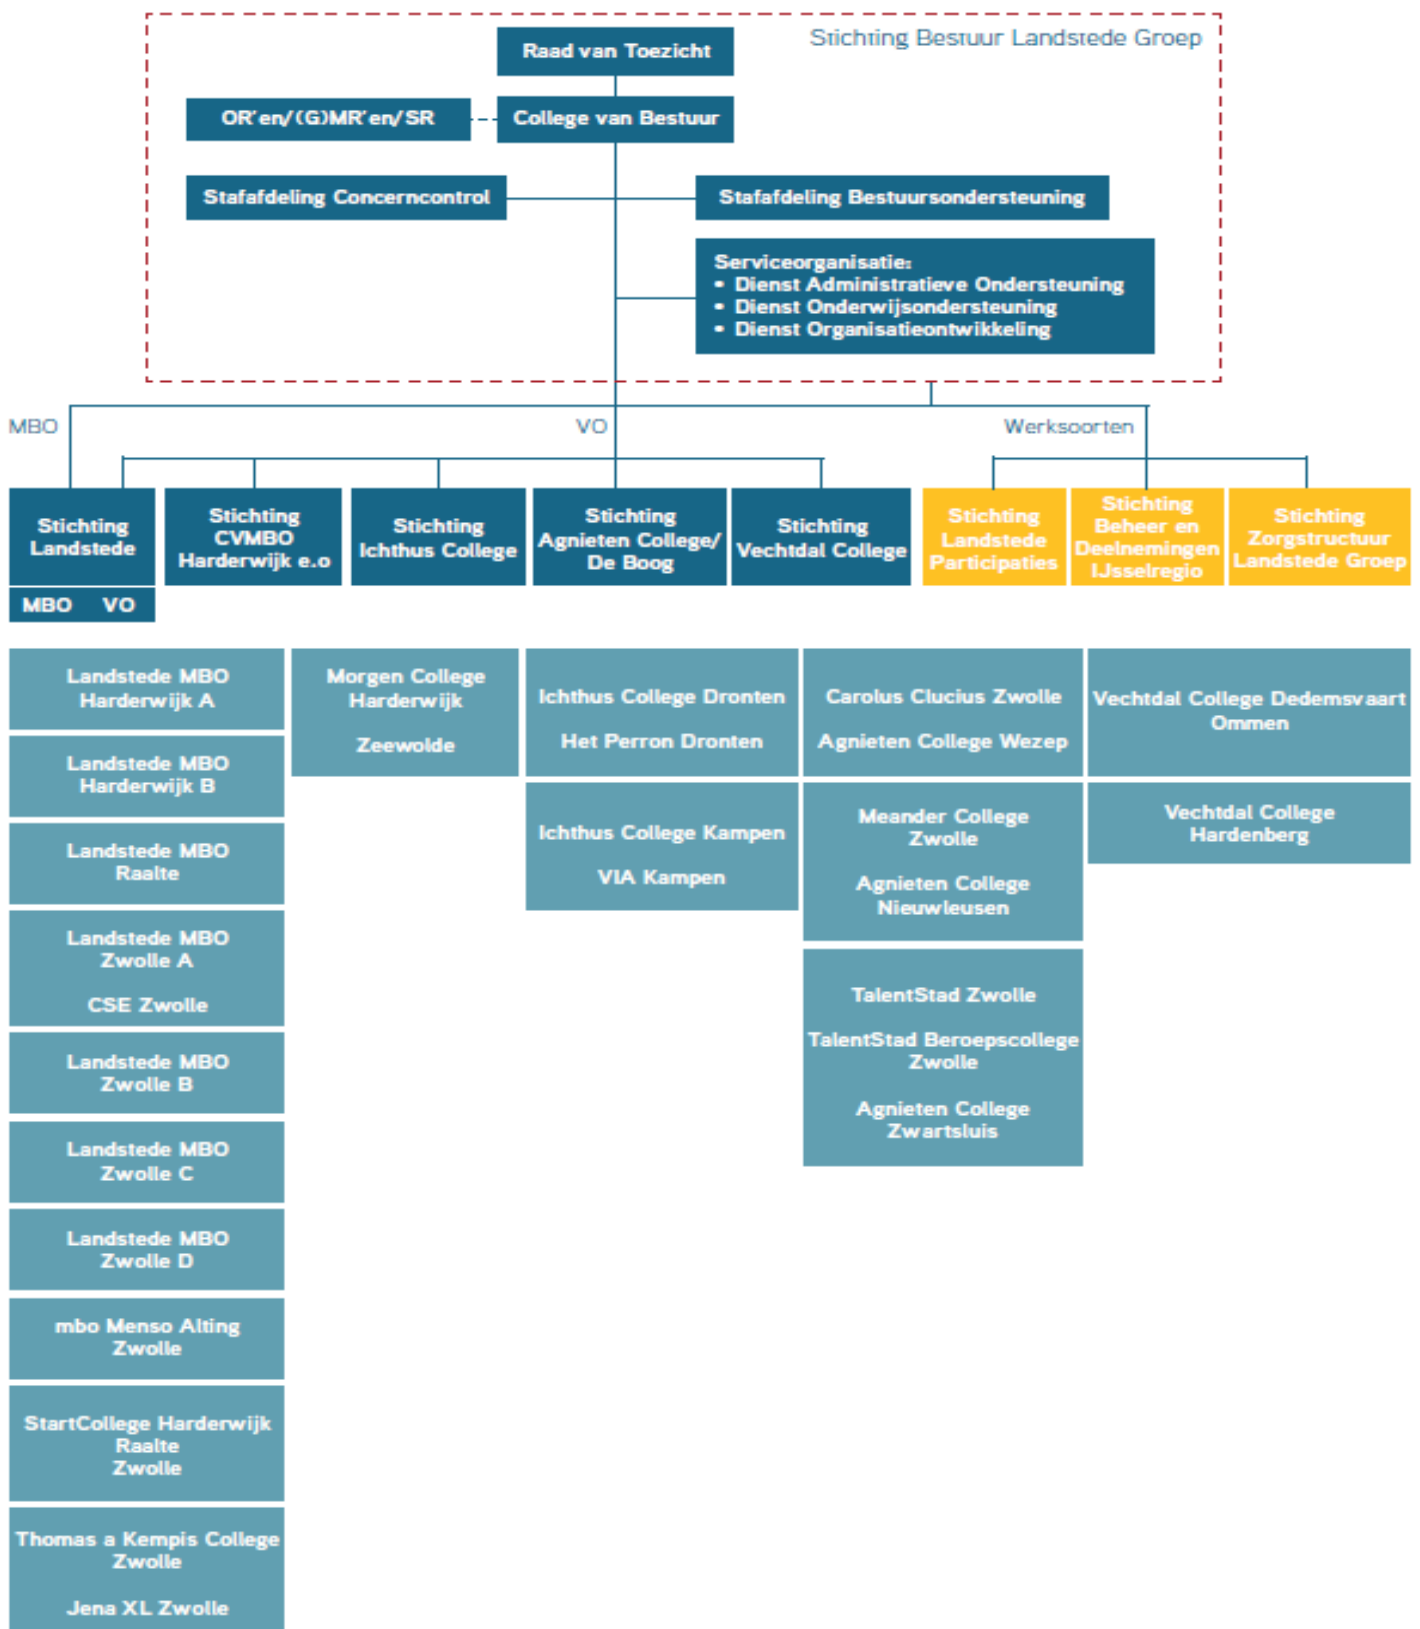 Stichting Bestuur Landstede Groep
Raad van Toezicht
OR'en/(G)MR'en/SR
College van Bestuur
Stafafdeling Concerncontrol
Stafafdeling Bestuursondersteuning
Serviceorganisatie:
• Dienst Administratieve Ondersteuning
• Dienst Onderwijsondersteuning
• Dienst Organisatieontwikkeling
MBO
VO
Werksoorten
Stichting
Landstede
MBO VO
Stichting
CVMBO
Harderwijk e.o
Stichting
Ichthus College
Stichting
Agnieten College/
De Boog
Stichting
Vechtdal College
Stichting
Landstede
Participaties
Stichting
Beheer en
Deelnemingen
IJsselregio
Stichting
Zorgstructuur
Landstede Groep
Landstede MBO
Harderwijk A
Landstede MBO
Harderwijk B
Landstede MBO
Raalte
Landstede MBO
Zwolle A
CSE Zwolle
Landstede MBO
Zwolle B
Landstede MBO
Zwolle C
Landstede MBO
Zwolle D
mbo Menso Alting
Zwolle
StartCollege Harderwijk
Raalte
Zwolle
Thomas a Kempis College
Zwolle
Jena XL Zwolle
Morgen College
Harderwijk
Zeewolde
Ichthus College Dronten
Het Perron Dronten
Ichthus College Kampen
VIA Kampen
Carolus Clucius Zwolle
Agnieten College Wezep
Meander College
Zwolle
Agnieten College
Nieuwleusen
TalentStad Zwolle
TalentStad Beroepscollege
Zwolle
Agnieten College
Zwartsluis
Vechtdal College Dedemsvaart
Ommen
Vechtdal College
Hardenberg